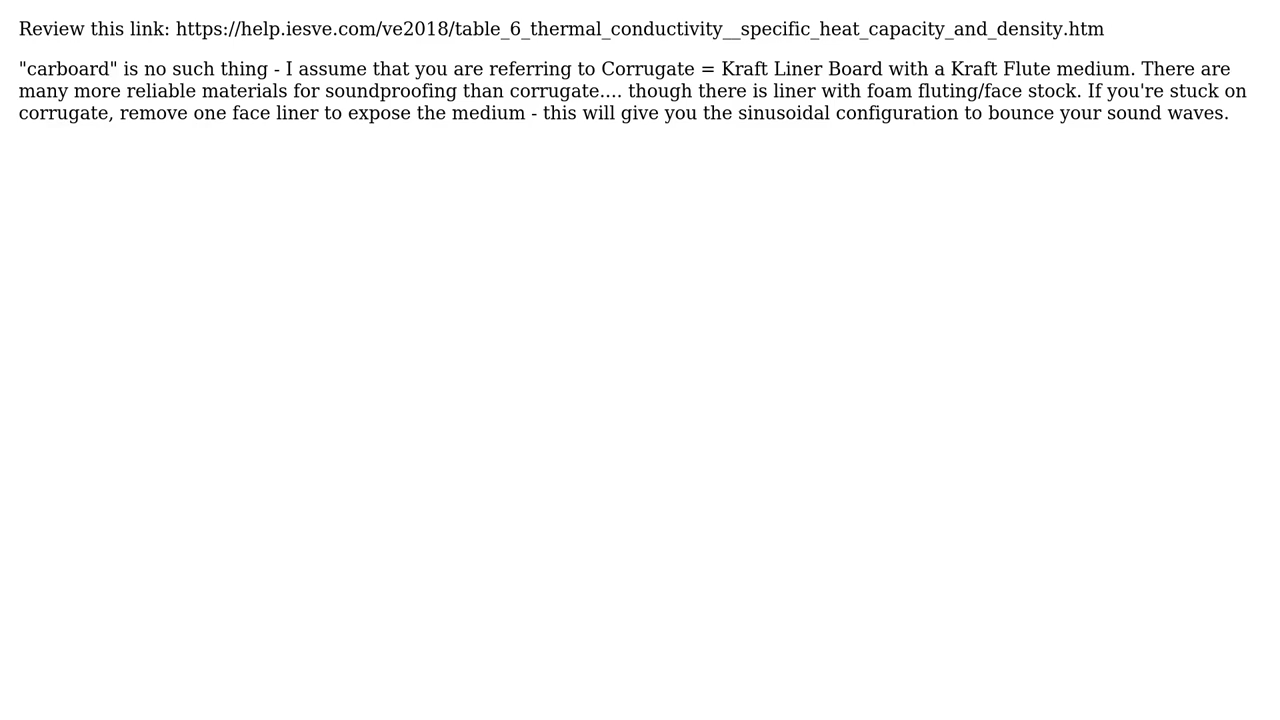 Review this link: https://help.iesve.com/ve2018/table_6_thermal_conductivity__specific_heat_capacity_and_density.htm
"carboard" is no such thing - I assume that you are referring to Corrugate = Kraft Liner Board with a Kraft Flute medium. There are
many more reliable materials for soundproofing than corrugate.... though there is liner with foam fluting/face stock. If you're stuck on
corrugate, remove one face liner to expose the medium - this will give you the sinusoidal configuration to bounce your sound waves.